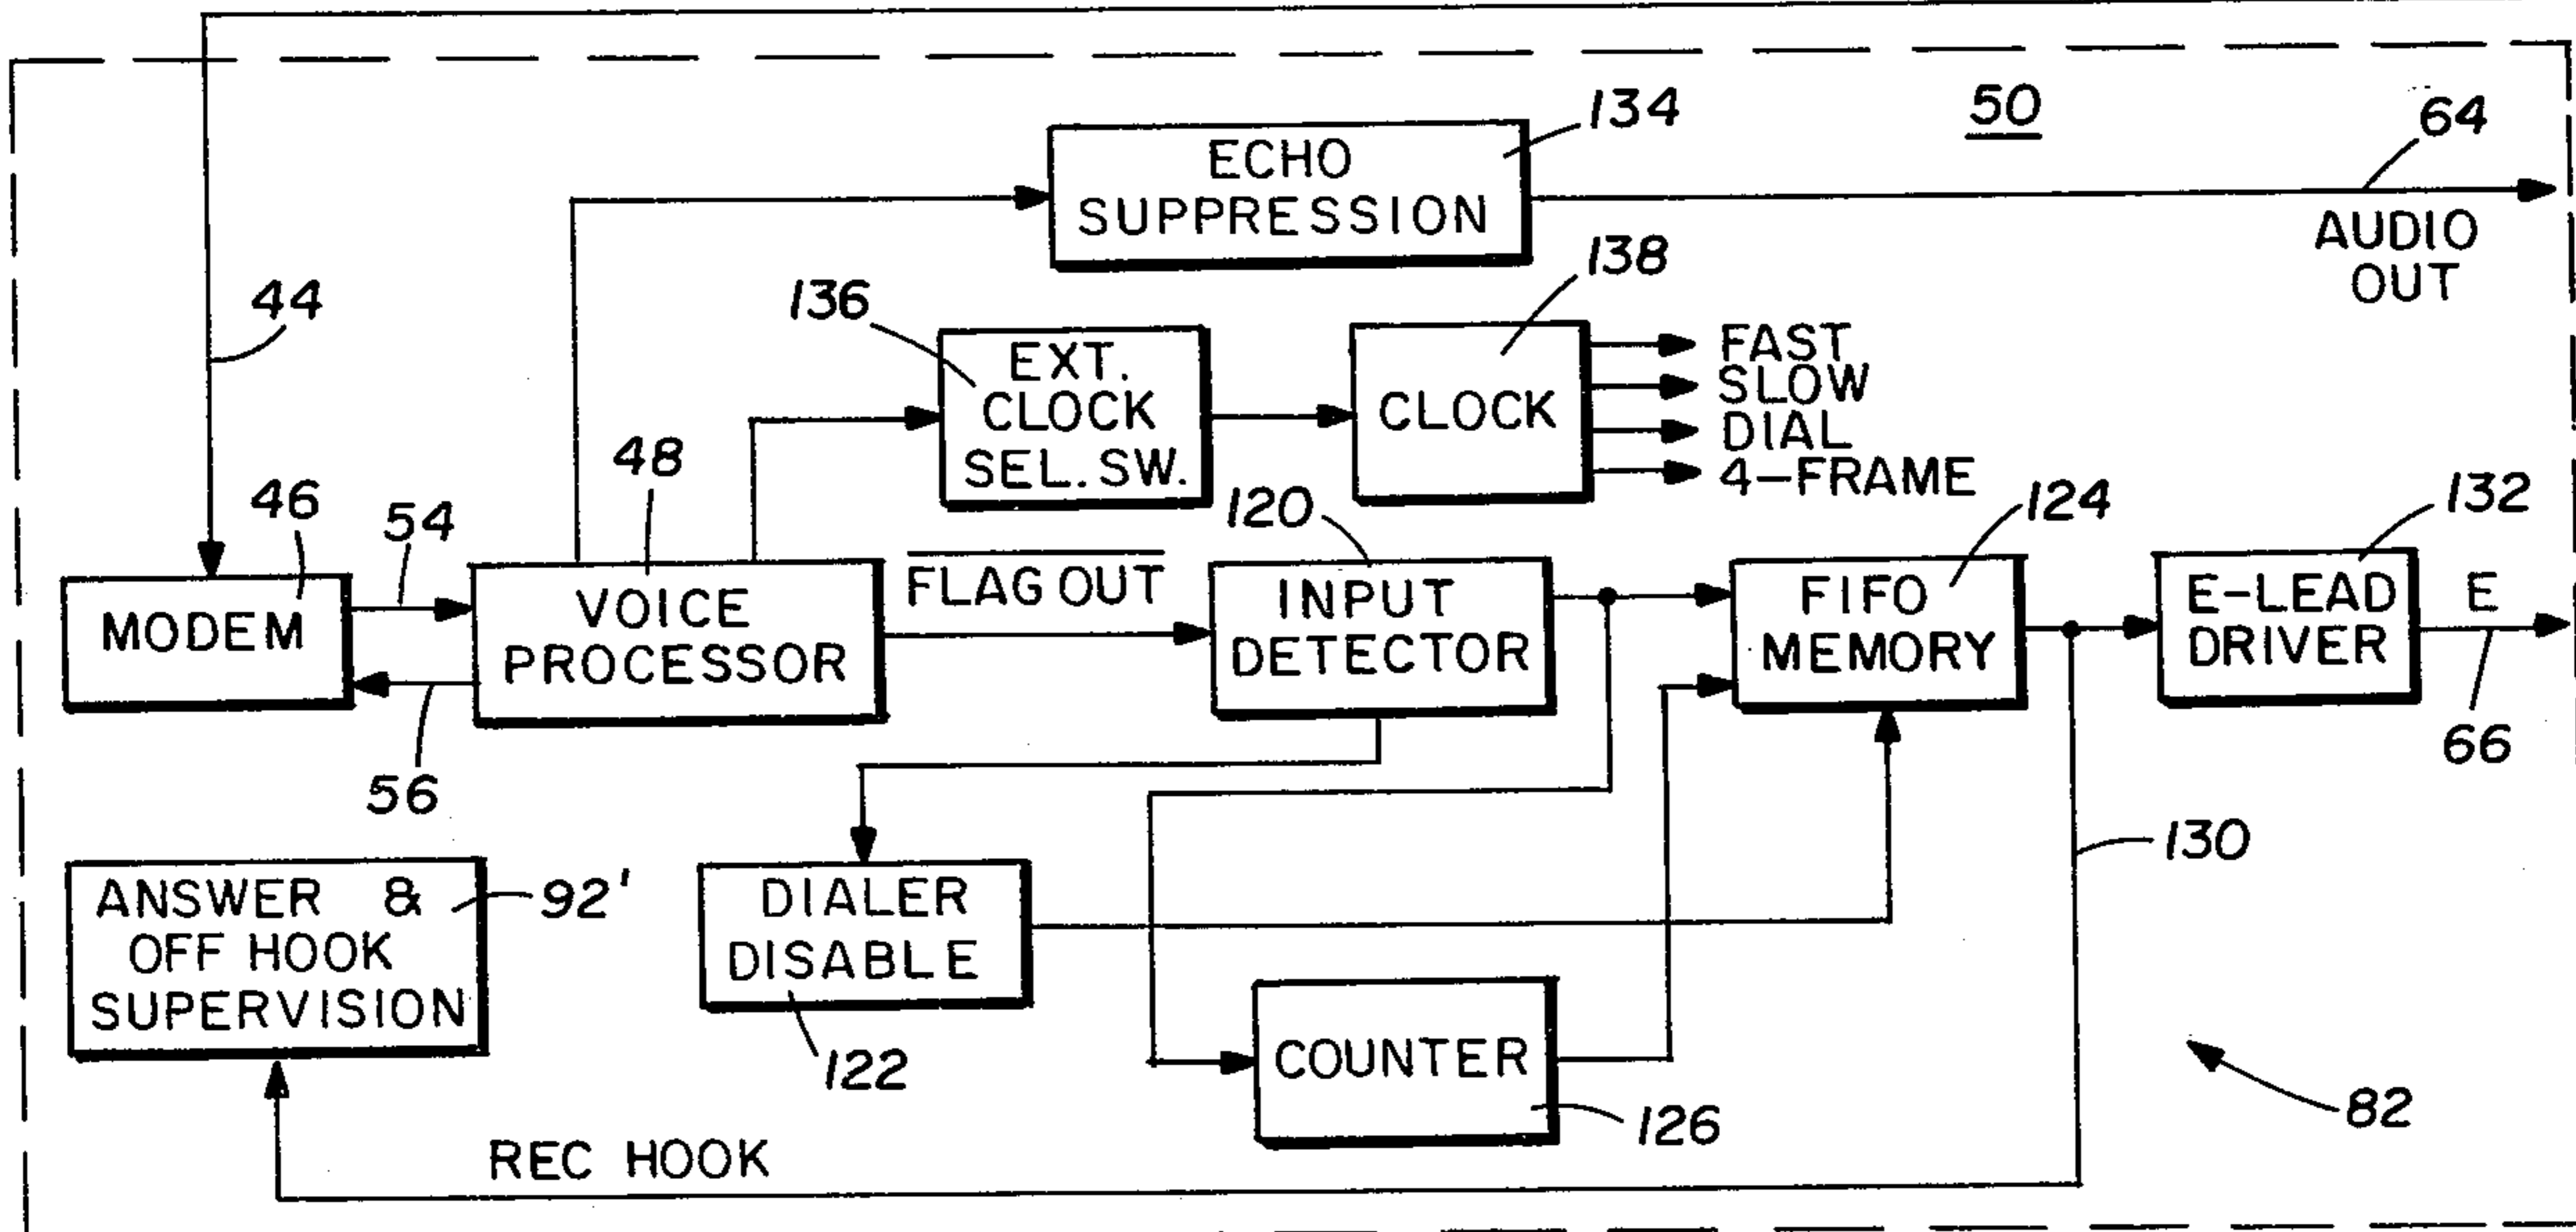 50
134
64
ECHO
SUPPRESSION
AUDIO
OUT
44
136
138
EXT.
CLOCK
SEL. SW.
CLOCK
FAST
SLOW
DIAL
4-FRAME
46
54
48
120
124
132
MODEM
VOICE
PROCESSOR
FLAG OUT
INPUT
DETECTOR
FIFO
MEMORY
E-LEAD
DRIVER
E
56
66
ANSWER &
OFF HOOK
SUPERVISION
92'
DIALER
DISABLE
130
122
COUNTER
126
82
REC HOOK